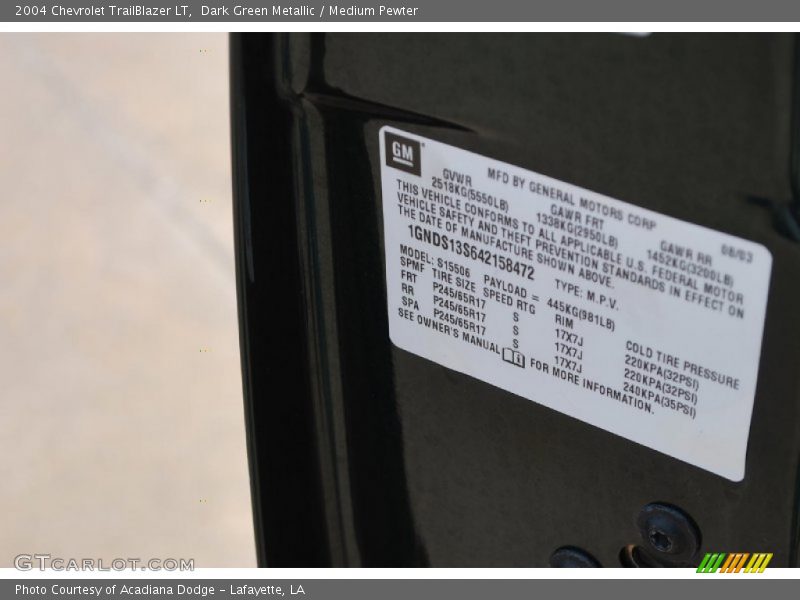 2004 Chevrolet TrailBlazer LT,  Dark Green Metallic / Medium Pewter
GM
MFD BY GENERAL MOTORS CORP 08/03
GVWR GAWR FRT GAWR RR
2518KG(5550LB) 1338KG(2950LB) 1452KG(3200LB)
THIS VEHICLE CONFORMS TO ALL APPLICABLE U.S. FEDERAL MOTOR
VEHICLE SAFETY AND THEFT PREVENTION STANDARDS IN EFFECT ON
THE DATE OF MANUFACTURE SHOWN ABOVE.
1GNDS13S642158472 TYPE: M.P.V.
MODEL: S15506 PAYLOAD = 445KG(981LB)
SPMF TIRE SIZE SPEED RTG RIM COLD TIRE PRESSURE
FRT P245/65R17 S 17X7J 220KPA(32PSI)
RR P245/65R17 S 17X7J 220KPA(32PSI)
SPA P245/65R17 S 17X7J 240KPA(35PSI)
SEE OWNER'S MANUAL FOR MORE INFORMATION.
GTCARLOT.COM
Photo Courtesy of Acadiana Dodge - Lafayette, LA